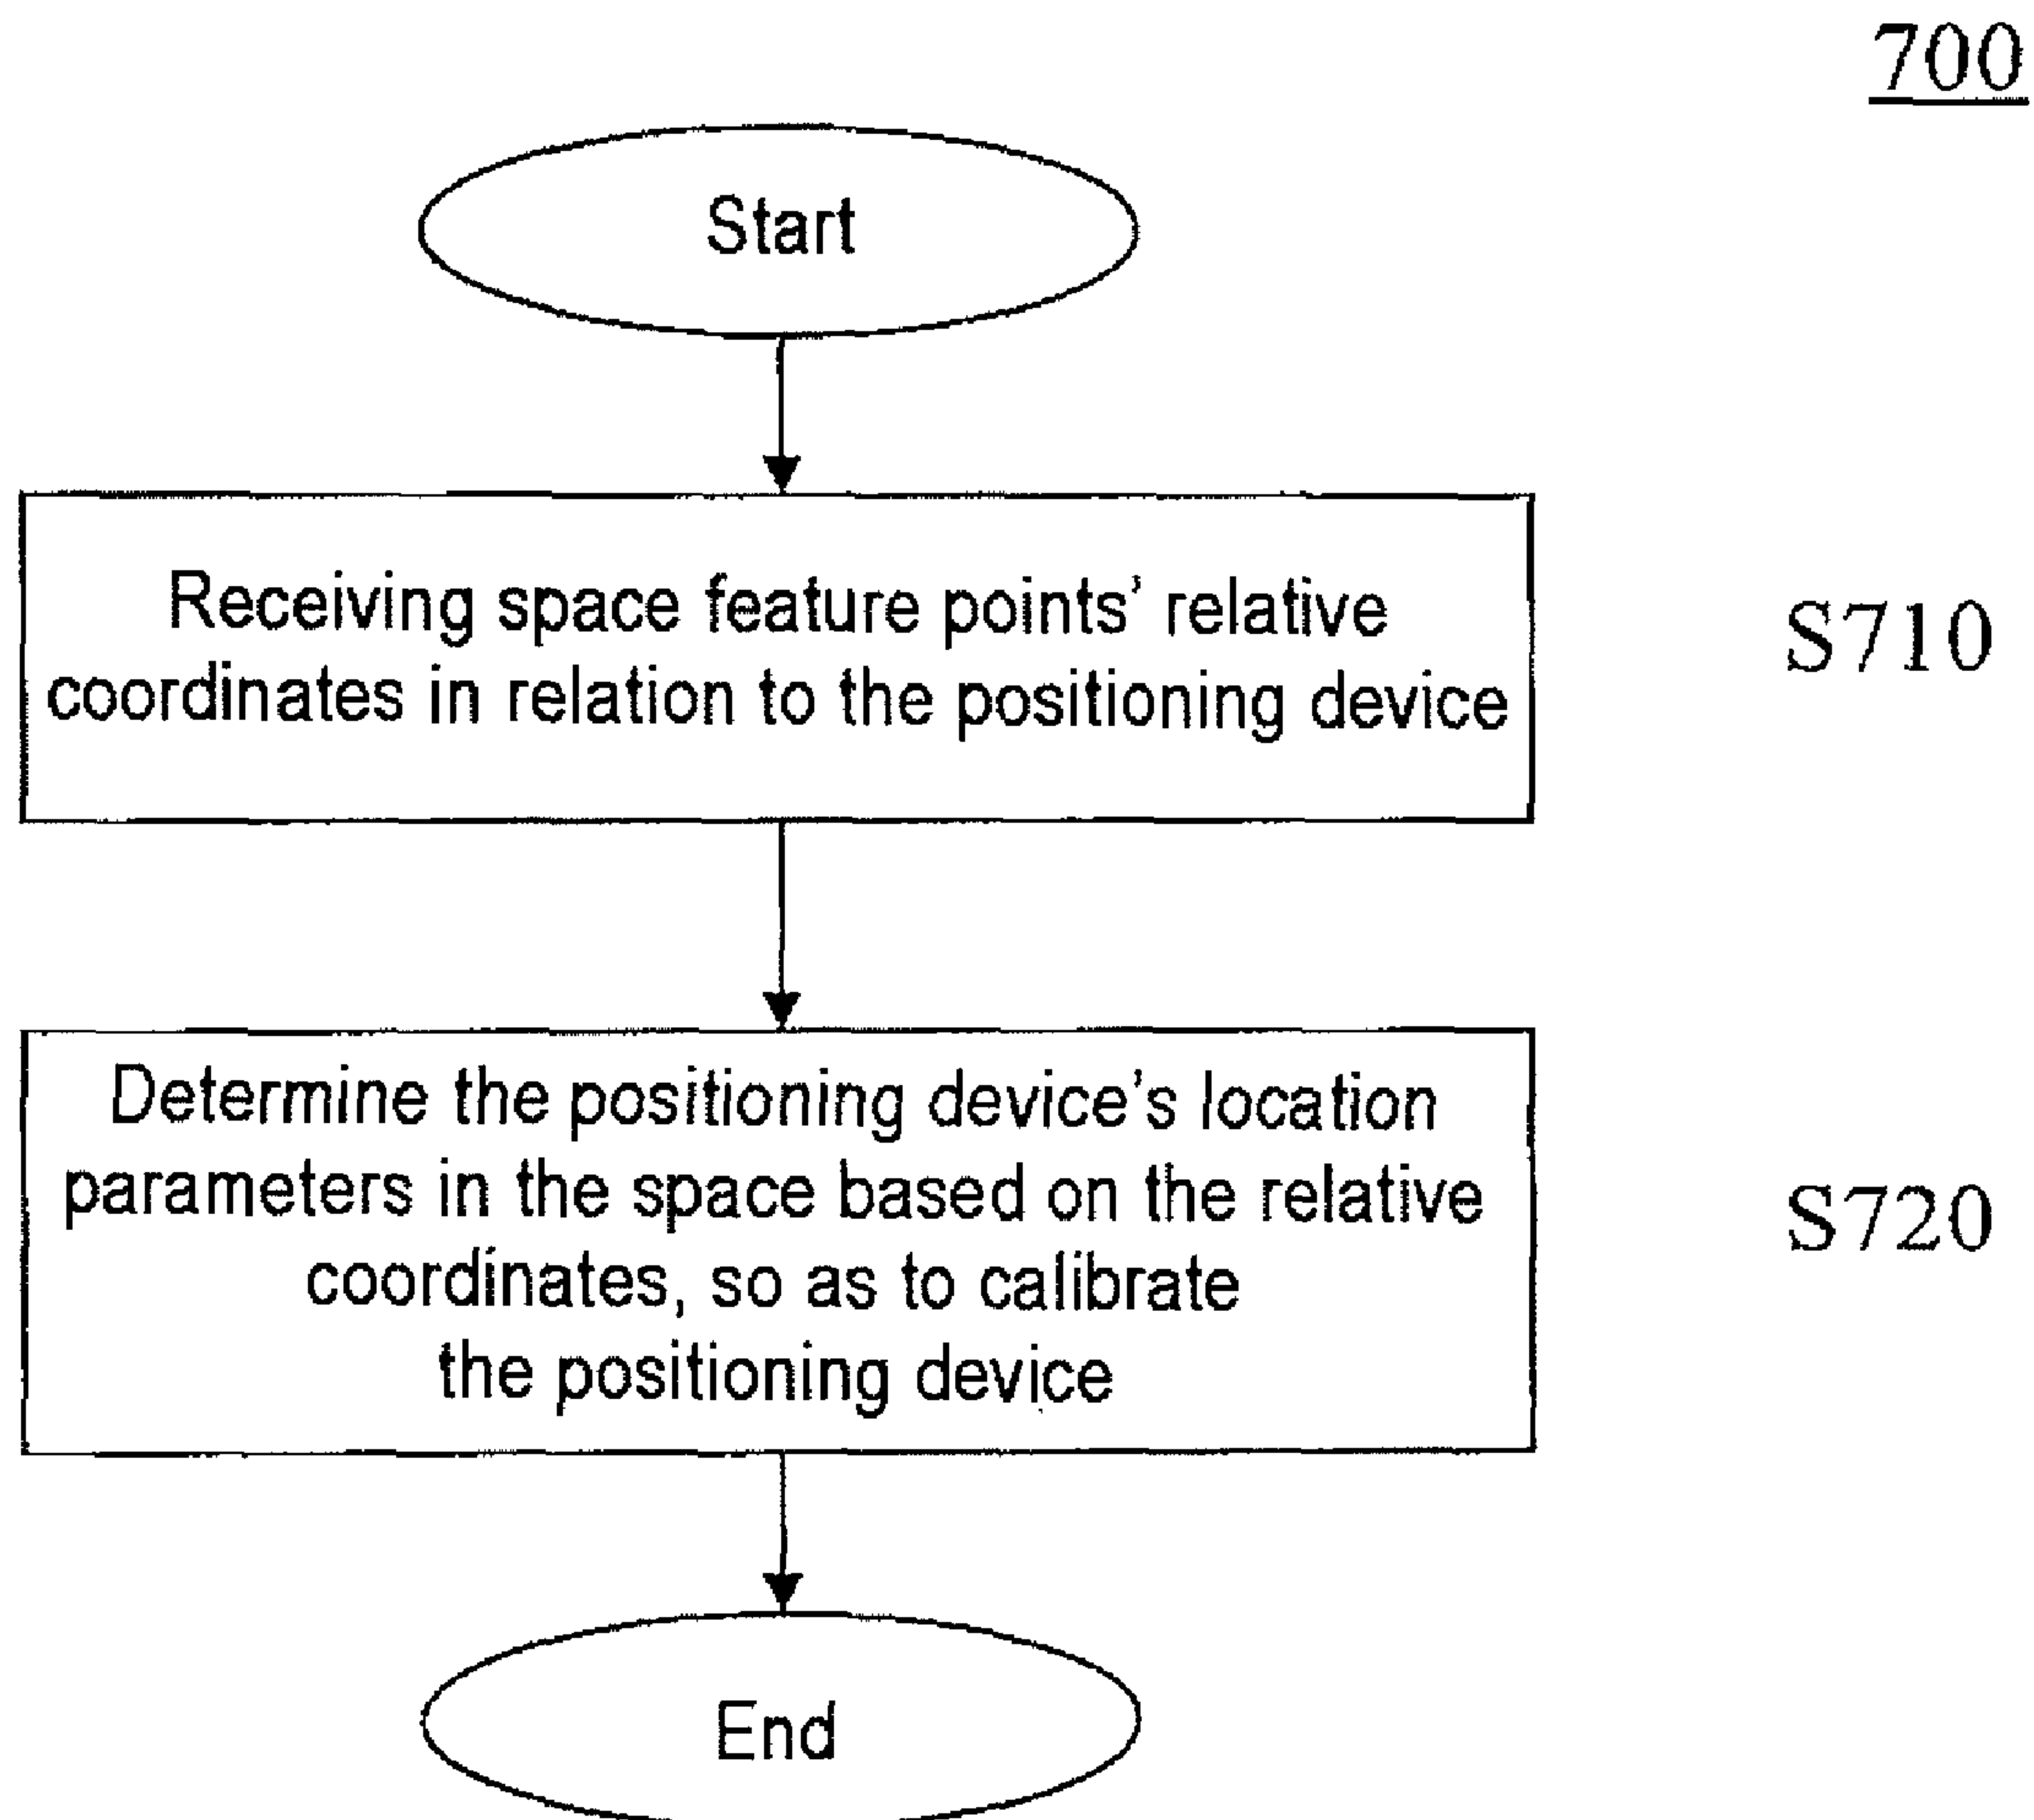 700
Start
Receiving space feature points' relative
coordinates in relation to the positioning device
S710
Determine the positioning device's location
parameters in the space based on the relative
coordinates, so as to calibrate
the positioning device
S720
End